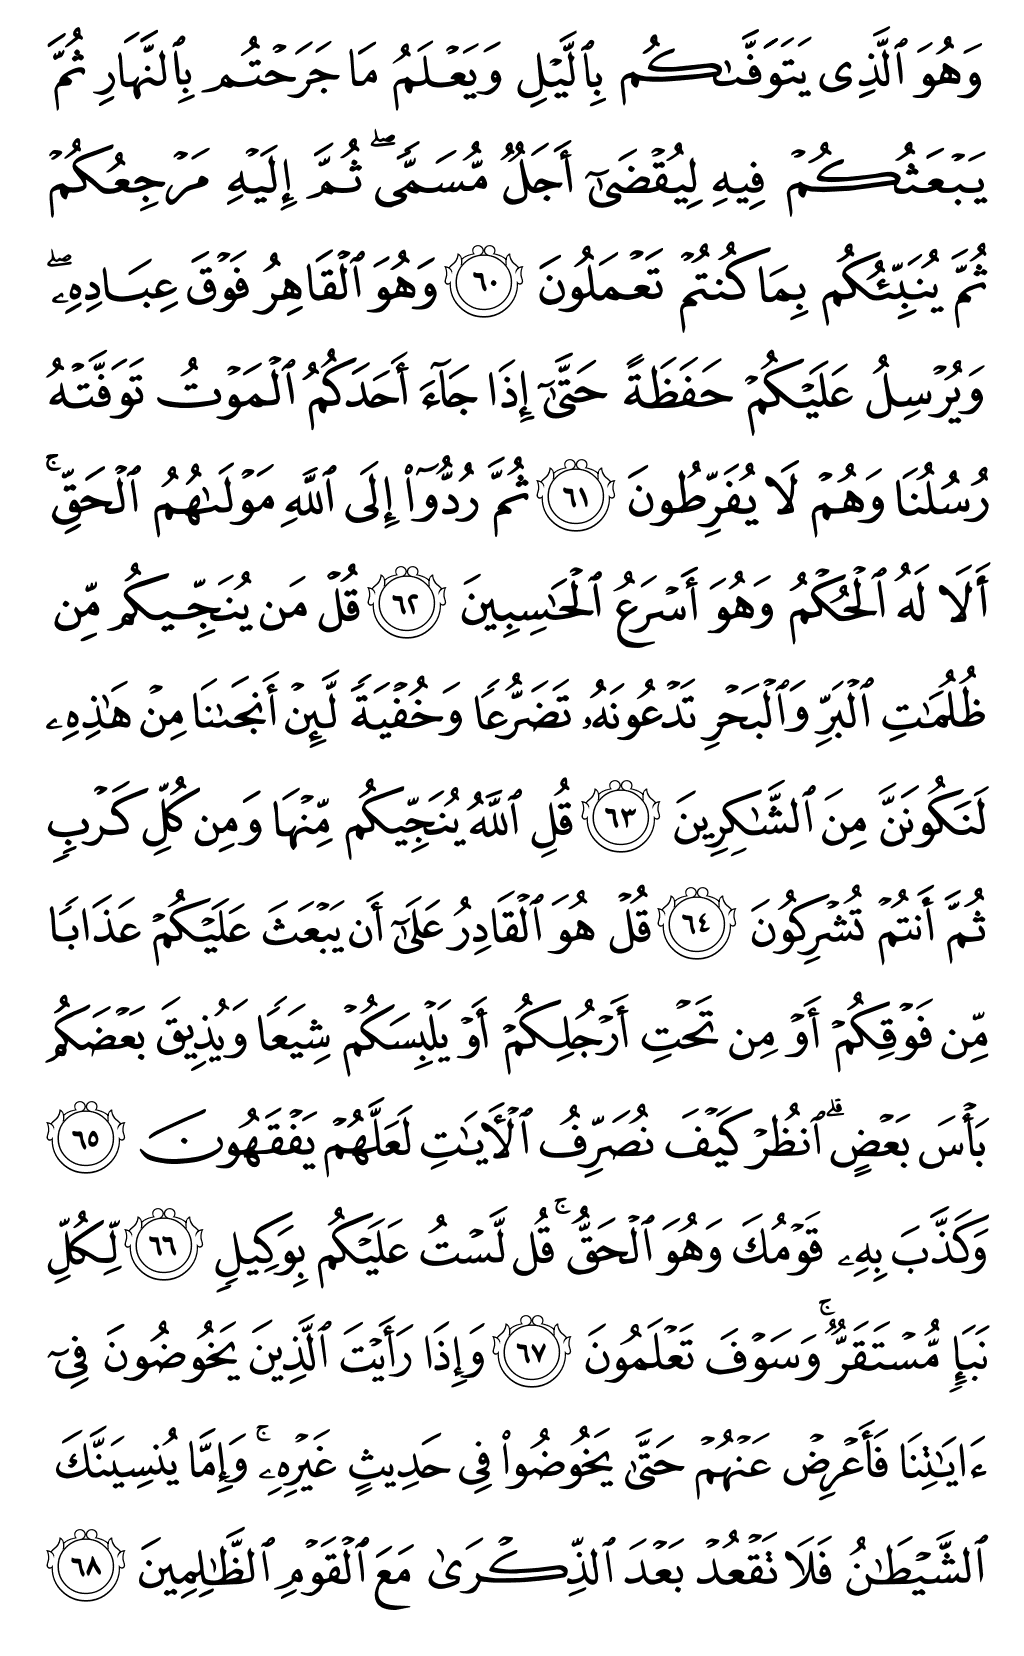 وَهُوَ ٱلَّذِى يَتَوَفَّىٰكُم بِٱلَّيْلِ وَيَعْلَمُ مَا جَرَحْتُم بِٱلنَّهَارِ ثُمَّ
يَبْعَثُكُمْ فِيهِ لِيُقْضَىٰٓ أَجَلٌ مُّسَمًّى ۖ ثُمَّ إِلَيْهِ مَرْجِعُكُمْ
ثُمَّ يُنَبِّئُكُم بِمَا كُنتُمْ تَعْمَلُونَ ٦٠ وَهُوَ ٱلْقَاهِرُ فَوْقَ عِبَادِهِۦ ۖ
وَيُرْسِلُ عَلَيْكُمْ حَفَظَةً حَتَّىٰٓ إِذَا جَآءَ أَحَدَكُمُ ٱلْمَوْتُ تَوَفَّتْهُ
رُسُلُنَا وَهُمْ لَا يُفَرِّطُونَ ٦١ ثُمَّ رُدُّوٓا۟ إِلَى ٱللَّهِ مَوْلَىٰهُمُ ٱلْحَقِّ ۚ
أَلَا لَهُ ٱلْحُكْمُ وَهُوَ أَسْرَعُ ٱلْحَـٰسِبِينَ ٦٢ قُلْ مَن يُنَجِّيكُم مِّن
ظُلُمَـٰتِ ٱلْبَرِّ وَٱلْبَحْرِ تَدْعُونَهُۥ تَضَرُّعًا وَخُفْيَةً لَّئِنْ أَنجَىٰنَا مِنْ هَـٰذِهِۦ
لَنَكُونَنَّ مِنَ ٱلشَّـٰكِرِينَ ٦٣ قُلِ ٱللَّهُ يُنَجِّيكُم مِّنْهَا وَمِن كُلِّ كَرْبٍ
ثُمَّ أَنتُمْ تُشْرِكُونَ ٦٤ قُلْ هُوَ ٱلْقَادِرُ عَلَىٰٓ أَن يَبْعَثَ عَلَيْكُمْ عَذَابًا
مِّن فَوْقِكُمْ أَوْ مِن تَحْتِ أَرْجُلِكُمْ أَوْ يَلْبِسَكُمْ شِيَعًا وَيُذِيقَ بَعْضَكُم
بَأْسَ بَعْضٍ ۗ ٱنظُرْ كَيْفَ نُصَرِّفُ ٱلْـَٔايَـٰتِ لَعَلَّهُمْ يَفْقَهُونَ ٦٥
وَكَذَّبَ بِهِۦ قَوْمُكَ وَهُوَ ٱلْحَقُّ ۚ قُل لَّسْتُ عَلَيْكُم بِوَكِيلٍ ٦٦ لِّكُلِّ
نَبَإٍ مُّسْتَقَرٌّ ۚ وَسَوْفَ تَعْلَمُونَ ٦٧ وَإِذَا رَأَيْتَ ٱلَّذِينَ يَخُوضُونَ فِىٓ
ءَايَـٰتِنَا فَأَعْرِضْ عَنْهُمْ حَتَّىٰ يَخُوضُوا۟ فِى حَدِيثٍ غَيْرِهِۦ ۚ وَإِمَّا يُنسِيَنَّكَ
ٱلشَّيْطَـٰنُ فَلَا تَقْعُدْ بَعْدَ ٱلذِّكْرَىٰ مَعَ ٱلْقَوْمِ ٱلظَّـٰلِمِينَ ٦٨